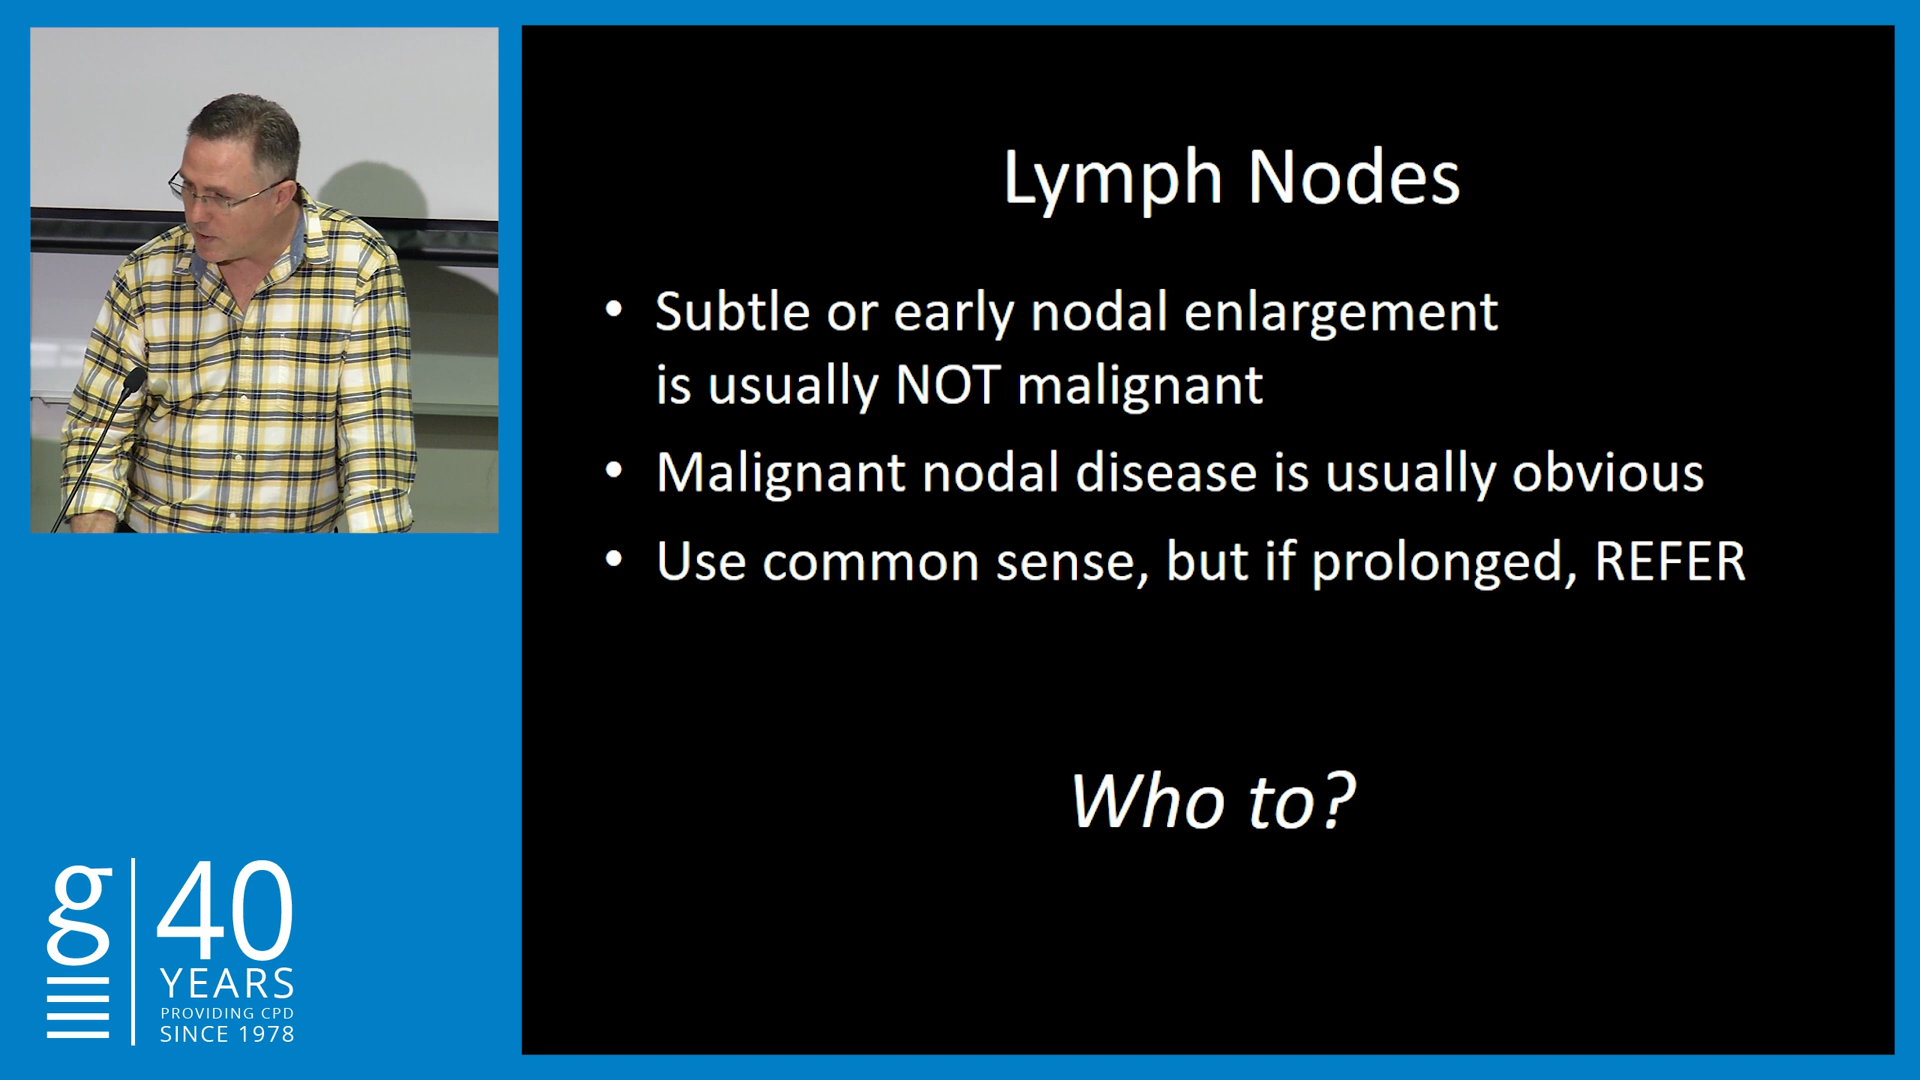 Lymph Nodes
• Subtle or early nodal enlargement
is usually NOT malignant
• Malignant nodal disease is usually obvious
• Use common sense, but if prolonged, REFER
Who to?
g
40
YEARS
PROVIDING CPD
SINCE 1978